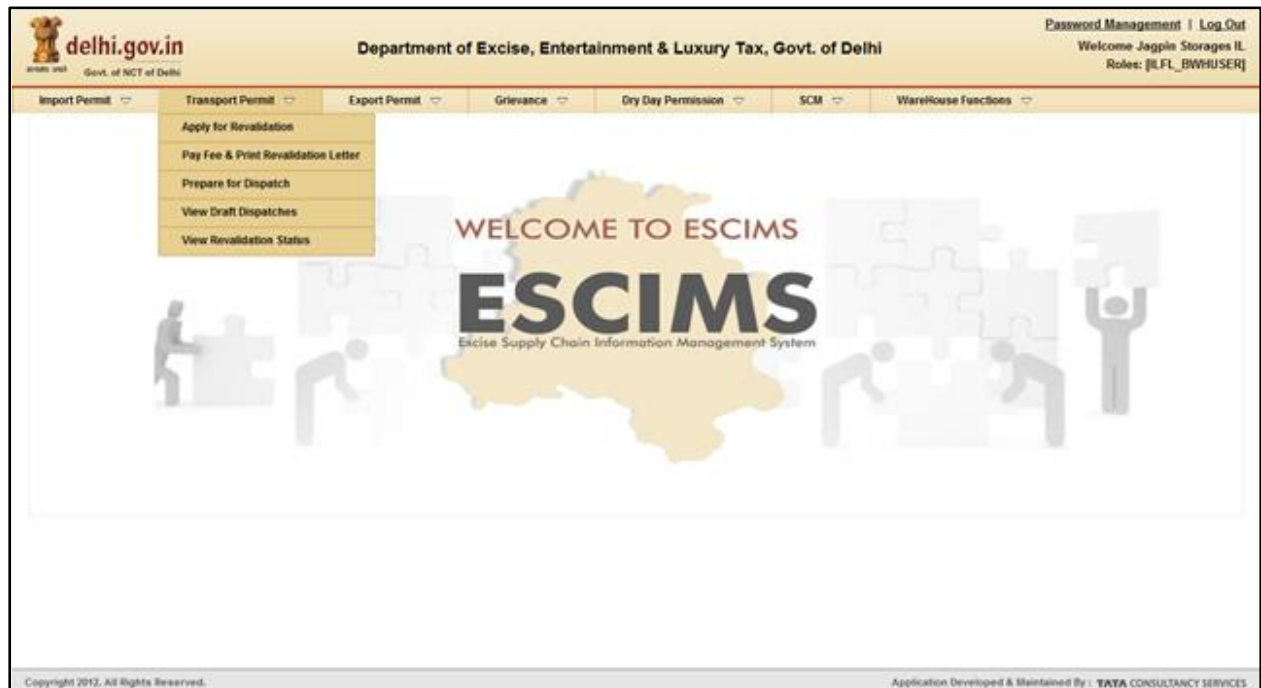 Password Management | Log Out
delhi.gov.in
Govt. of NCT of Delhi
Department of Excise, Entertainment & Luxury Tax, Govt. of Delhi
Welcome Jagpin Storages IL
Roles: [ILFL_BWHUSER]
Import Permit
Transport Permit
Export Permit
Grievance
Dry Day Permission
SCM
WareHouse Functions
Apply for Revalidation
Pay Fee & Print Revalidation Letter
Prepare for Dispatch
View Draft Dispatches
View Revalidation Status
WELCOME TO ESCIMS
ESCIMS
Excise Supply Chain Information Management System
Copyright 2012. All Rights Reserved.
Application Developed & Maintained By : TATA CONSULTANCY SERVICES